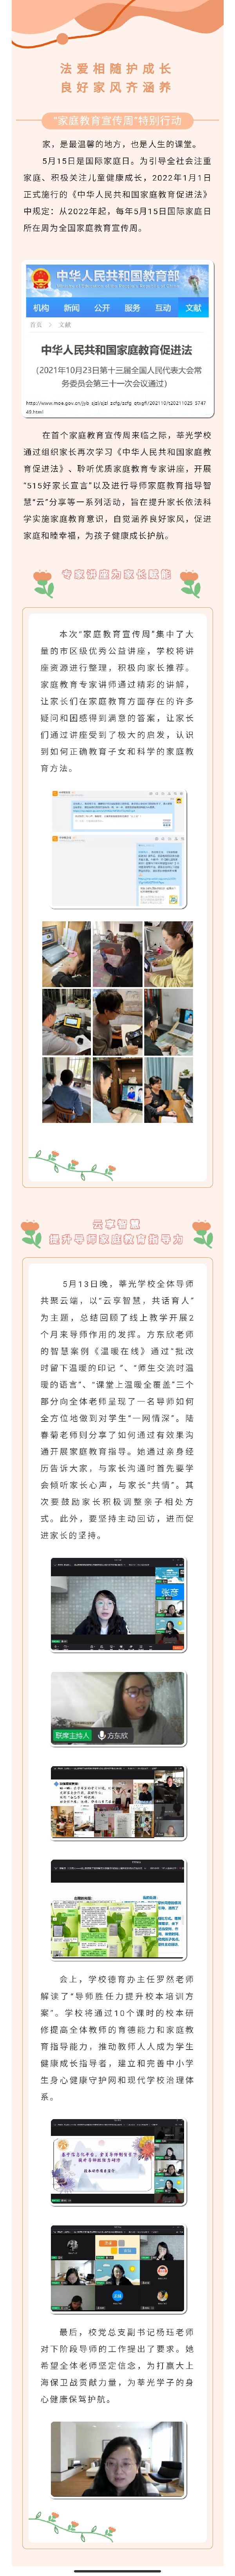 法爱相随护成长
良好家风齐涵养
“家庭教育宣传周”特别行动
家，是最温馨的地方，也是人生的课堂。
5月15日是国际家庭日。为引导全社会注重
家庭、积极关注儿童健康成长，2022年1月1日
正式施行的《中华人民共和国家庭教育促进法》
中规定：从2022年起，每年5月15日国际家庭日
所在周为全国家庭教育宣传周。
中华人民共和国教育部
机构 新闻 公开 服务 互动 文献
首页 > 文献
中华人民共和国家庭教育促进法
（2021年10月23日第十三届全国人民代表大会常
务委员会第三十一次会议通过）
在首个家庭教育宣传周来临之际，莘光学校
通过组织家长再次学习《中华人民共和国家庭教
育促进法》、聆听优质家庭教育专家讲座，开展
“515好家长宣言”以及进行导师家庭教育指导智
慧“云”分享等一系列活动，旨在提升家长依法科
学实施家庭教育意识，自觉涵养良好家风，促进
家庭和睦幸福，为孩子健康成长护航。
专家讲座为家长赋能
本次“家庭教育宣传周”集中了大
量的市区级优秀公益讲座，学校将讲
座资源进行整理，积极向家长推荐。
家庭教育专家讲师通过精彩的讲解，
让家长们在家庭教育方面存在的许多
疑问和困惑得到满意的答案，让家长
们通过讲座受到了极大的启发，认识
到如何正确教育子女和科学的家庭教
育方法。
云享智慧
提升导师家庭教育指导力
5月13日晚，莘光学校全体导师
共聚云端，以“云享智慧，共话育人”
为主题，总结回顾了线上教学开展2
个月来导师作用的发挥。方东欣老师
的智慧案例《温暖在线》通过“批改
时留下温暖的印记“、”师生交流时温
暖的语言”、“课堂上温暖全覆盖”三个
部分向全体老师呈现了一名导师如何
全方位地做到对学生“一网情深”。陆
春菊老师则分享了如何通过有效果沟
通开展家庭教育指导。她通过亲身经
历告诉大家，与家长沟通时首先要学
会倾听家长心声，与家长“共情”。其
次要鼓励家长积极调整亲子相处方
式。此外，要坚持主动回访，进而促
进家长的坚持。
张彦
联席主持人 方东欣
会上，学校德育办主任罗然老师
解读了“导师胜任力提升校本培训方
案”。学校将通过10个课时的校本研
修提高全体教师的育德能力和家庭教
育指导能力，推动教师人人成为学生
健康成长指导者，建立和完善中小学
生身心健康守护网和现代学校治理体
系。
最后，校党总支副书记杨珏老师
对下阶段导师的工作提出了要求。她
希望全体老师坚定信念，为打赢大上
海保卫战贡献力量，为莘光学子的身
心健康保驾护航。